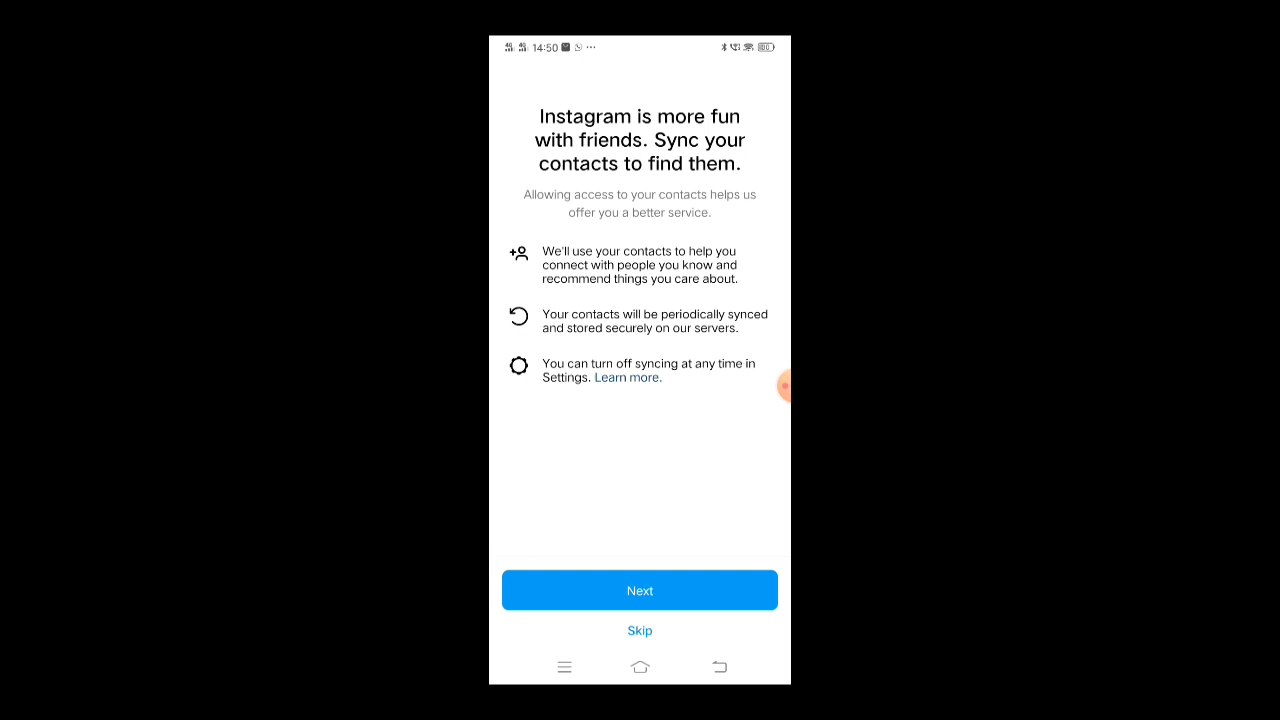 14:50
Instagram is more fun
with friends. Sync your
contacts to find them.
Allowing access to your contacts helps us
offer you a better service.
We'll use your contacts to help you
connect with people you know and
recommend things you care about.
Your contacts will be periodically synced
and stored securely on our servers.
You can turn off syncing at any time in
Settings. Learn more.
Next
Skip